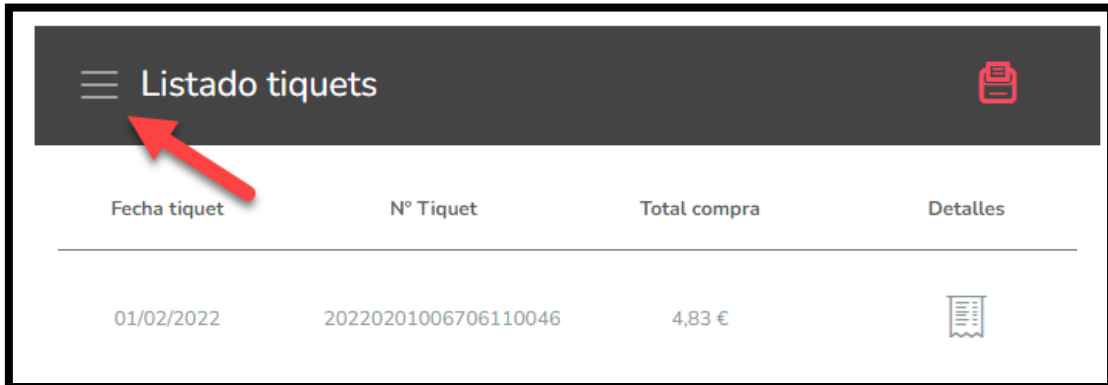 Listado tiquets
Fecha tiquet Nº Tiquet Total compra Detalles
01/02/2022 20220201006706110046 4,83 €